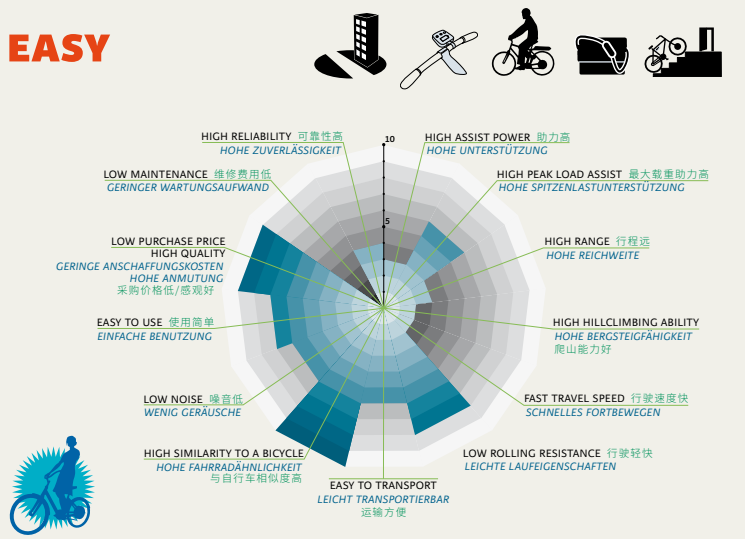 EASY
10
5
HIGH RELIABILITY 可靠性高
HOHE ZUVERLÄSSIGKEIT
HIGH ASSIST POWER 助力高
HOHE UNTERSTÜTZUNG
LOW MAINTENANCE 维修费用低
GERINGER WARTUNGSAUFWAND
HIGH PEAK LOAD ASSIST 最大载重助力高
HOHE SPITZENLASTUNTERSTÜTZUNG
LOW PURCHASE PRICE
HIGH QUALITY
GERINGE ANSCHAFFUNGSKOSTEN
HOHE ANMUTUNG
采购价格低/感观好
HIGH RANGE 行程远
HOHE REICHWEITE
EASY TO USE 使用简单
EINFACHE BENUTZUNG
HIGH HILLCLIMBING ABILITY
HOHE BERGSTEIGFÄHIGKEIT
爬山能力好
LOW NOISE 噪音低
WENIG GERÄUSCHE
FAST TRAVEL SPEED 行驶速度快
SCHNELLES FORTBEWEGEN
HIGH SIMILARITY TO A BICYCLE
HOHE FAHRRADÄHNLICHKEIT
与自行车相似度高
LOW ROLLING RESISTANCE 行驶轻快
LEICHTE LAUFEIGENSCHAFTEN
EASY TO TRANSPORT
LEICHT TRANSPORTIERBAR
运输方便